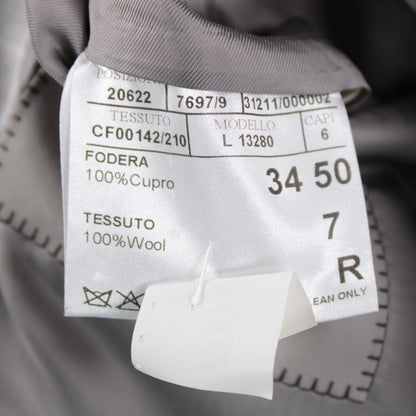 20622 7697/9 31211/000002
TESSUTO MODELLO CAPI
CF00142/210 L 13280 6
FODERA
100%Cupro
34 50
TESSUTO
100%Wool
7
R
EAN ONLY